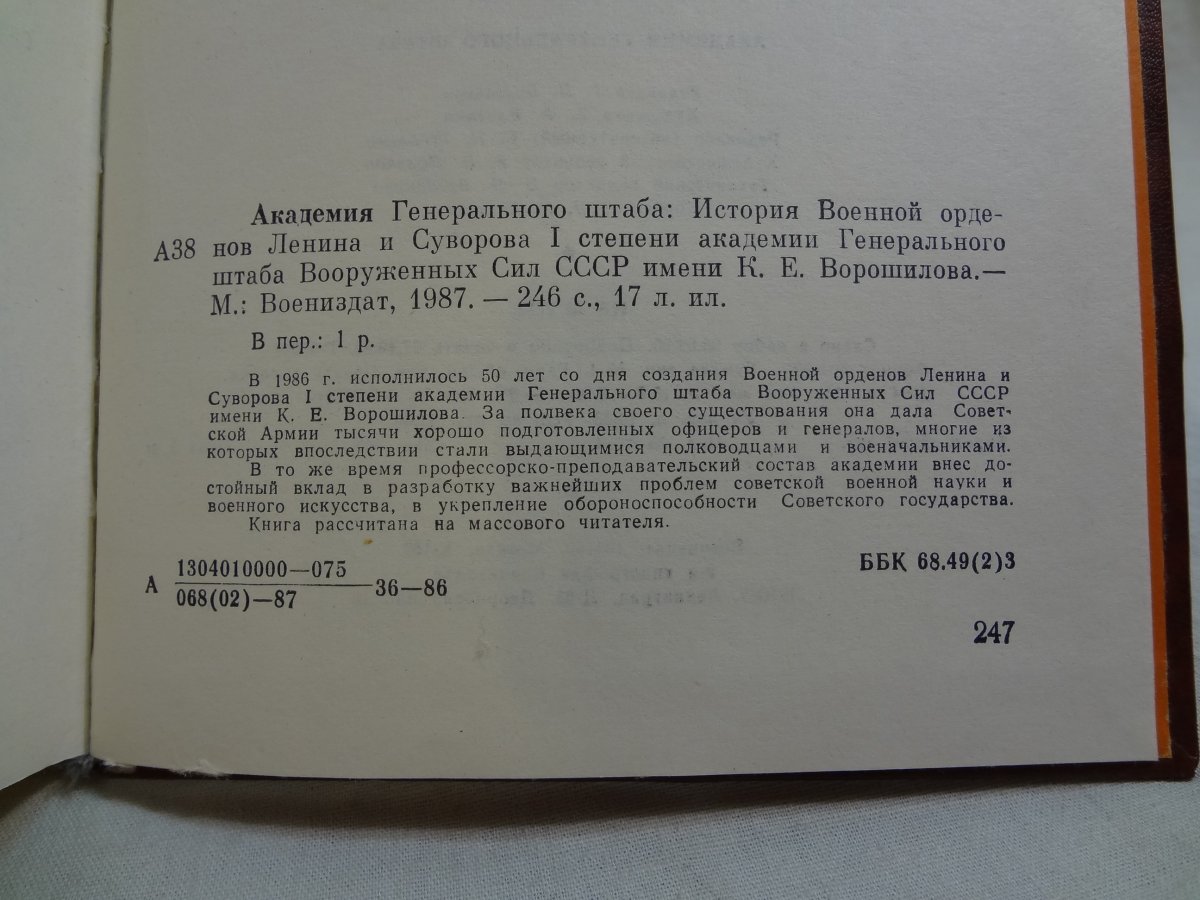 Академия Генерального штаба: История Военной орде-
А38 нов Ленина и Суворова I степени академии Генерального
штаба Вооруженных Сил СССР имени К. Е. Ворошилова.—
М.: Воениздат, 1987. — 246 с., 17 л. ил.
В пер.: 1 р.
В 1986 г. исполнилось 50 лет со дня создания Военной орденов Ленина и
Суворова I степени академии Генерального штаба Вооруженных Сил СССР
имени К. Е. Ворошилова. За полвека своего существования она дала Совет-
ской Армии тысячи хорошо подготовленных офицеров и генералов, многие из
которых впоследствии стали выдающимися полководцами и военачальниками.
В то же время профессорско-преподавательский состав академии внес до-
стойный вклад в разработку важнейших проблем советской военной науки и
военного искусства, в укрепление обороноспособности Советского государства.
Книга рассчитана на массового читателя.
А 1304010000—075
068(02)—87 36—86
ББК 68.49(2)3
247